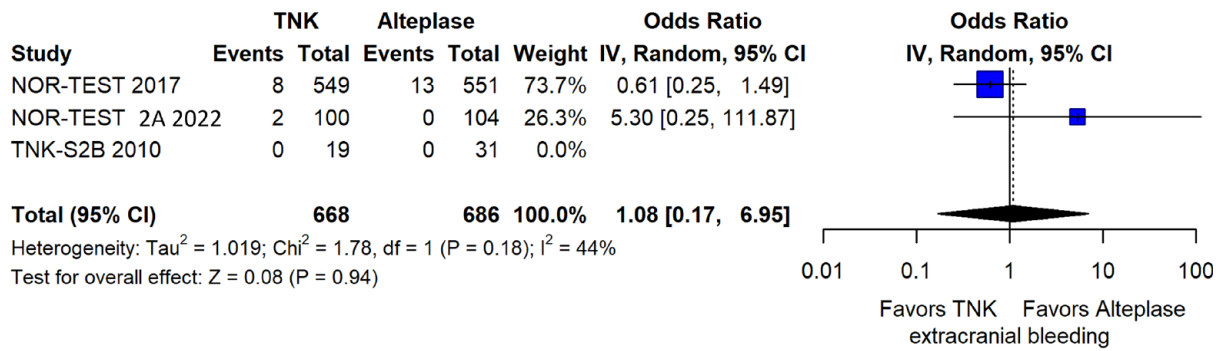 TNK Alteplase Odds Ratio Odds Ratio
Study Events Total Events Total Weight IV, Random, 95% CI IV, Random, 95% CI
NOR-TEST 2017 8 549 13 551 73.7% 0.61 [0.25, 1.49]
NOR-TEST 2A 2022 2 100 0 104 26.3% 5.30 [0.25, 111.87]
TNK-S2B 2010 0 19 0 31 0.0%
Total (95% CI) 668 686 100.0% 1.08 [0.17, 6.95]
Heterogeneity: Tau² = 1.019; Chi² = 1.78, df = 1 (P = 0.18); I² = 44%
Test for overall effect: Z = 0.08 (P = 0.94)
0.01 0.1 1 10 100
Favors TNK Favors Alteplase
extracranial bleeding